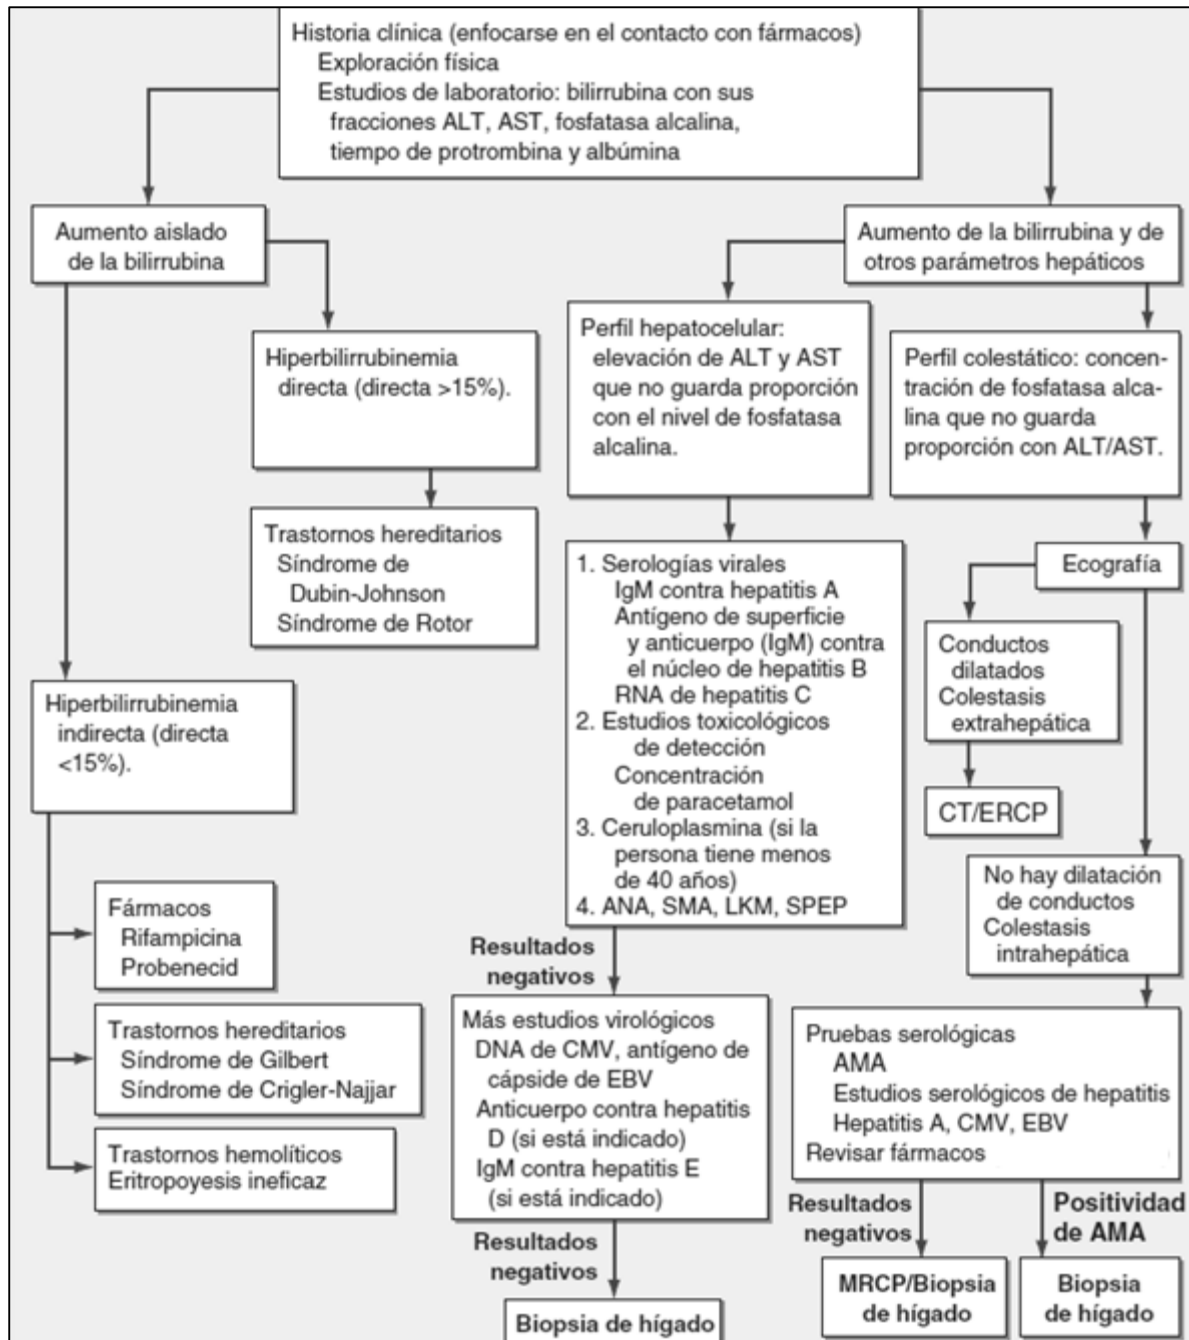 Historia clínica (enfocarse en el contacto con fármacos)
Exploración física
Estudios de laboratorio: bilirrubina con sus
fracciones ALT, AST, fosfatasa alcalina,
tiempo de protrombina y albúmina
Aumento aislado
de la bilirrubina
Aumento de la bilirrubina y de
otros parámetros hepáticos
Hiperbilirrubinemia
directa (directa >15%).
Trastornos hereditarios
Síndrome de
Dubin-Johnson
Síndrome de Rotor
Hiperbilirrubinemia
indirecta (directa
<15%).
Fármacos
Rifampicina
Probenecid
Trastornos hereditarios
Síndrome de Gilbert
Síndrome de Crigler-Najjar
Trastornos hemolíticos
Eritropoyesis ineficaz
Perfil hepatocelular:
elevación de ALT y AST
que no guarda proporción
con el nivel de fosfatasa
alcalina.
1. Serologías virales
IgM contra hepatitis A
Antígeno de superficie
y anticuerpo (IgM) contra
el núcleo de hepatitis B
RNA de hepatitis C
2. Estudios toxicológicos
de detección
Concentración
de paracetamol
3. Ceruloplasmina (si la
persona tiene menos
de 40 años)
4. ANA, SMA, LKM, SPEP
Resultados
negativos
Más estudios virológicos
DNA de CMV, antígeno de
cápside de EBV
Anticuerpo contra hepatitis
D (si está indicado)
IgM contra hepatitis E
(si está indicado)
Resultados
negativos
Biopsia de hígado
Perfil colestático: concen-
tración de fosfatasa alca-
lina que no guarda
proporción con ALT/AST.
Ecografía
Conductos
dilatados
Colestasis
extrahepática
CT/ERCP
No hay dilatación
de conductos
Colestasis
intrahepática
Pruebas serológicas
AMA
Estudios serológicos de hepatitis
Hepatitis A, CMV, EBV
Revisar fármacos
Resultados
negativos
Positividad
de AMA
MRCP/Biopsia
de hígado
Biopsia
de hígado